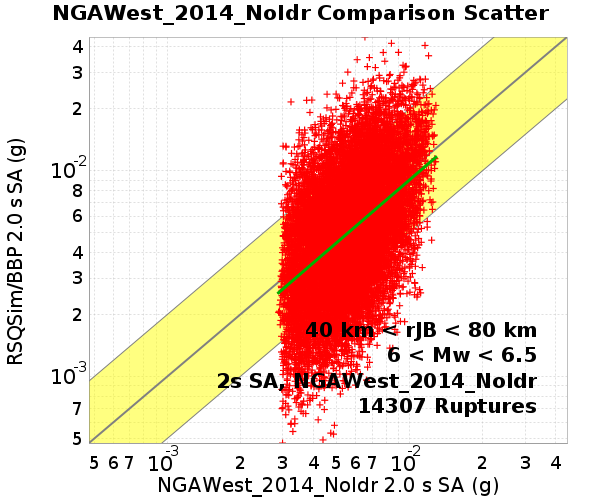 NGAWest_2014_NoIdr Comparison Scatter
RSQSim/BBP 2.0 s SA (g)
4
3
2
10-2
8
6
4
3
2
10-3
7
5
40 km < rJB < 80 km
6 < Mw < 6.5
2s SA, NGAWest_2014_NoIdr
14307 Ruptures
5 6 7 10-3 2 3 4 5 6 7 10-2 2 3 4
NGAWest_2014_NoIdr 2.0 s SA (g)